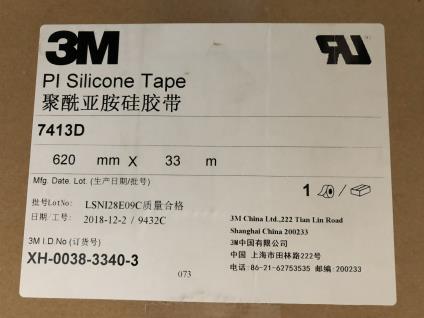 3M
PI Silicone Tape
聚酰亚胺硅胶带
7413D
620 mm X 33 m
Mfg. Date. Lot. (生产日期/批号)
批号LotNo: LSNI28E09C质量合格
日期/工号: 2018-12-2 / 9432C
1
3M I.D.No (订货号)
XH-0038-3340-3
073
3M China Ltd.,222 Tian Lin Road
Shanghai China 200233
3M中国有限公司
中国 上海市田林路222号
电话: 86-21-62753535 邮编: 200233